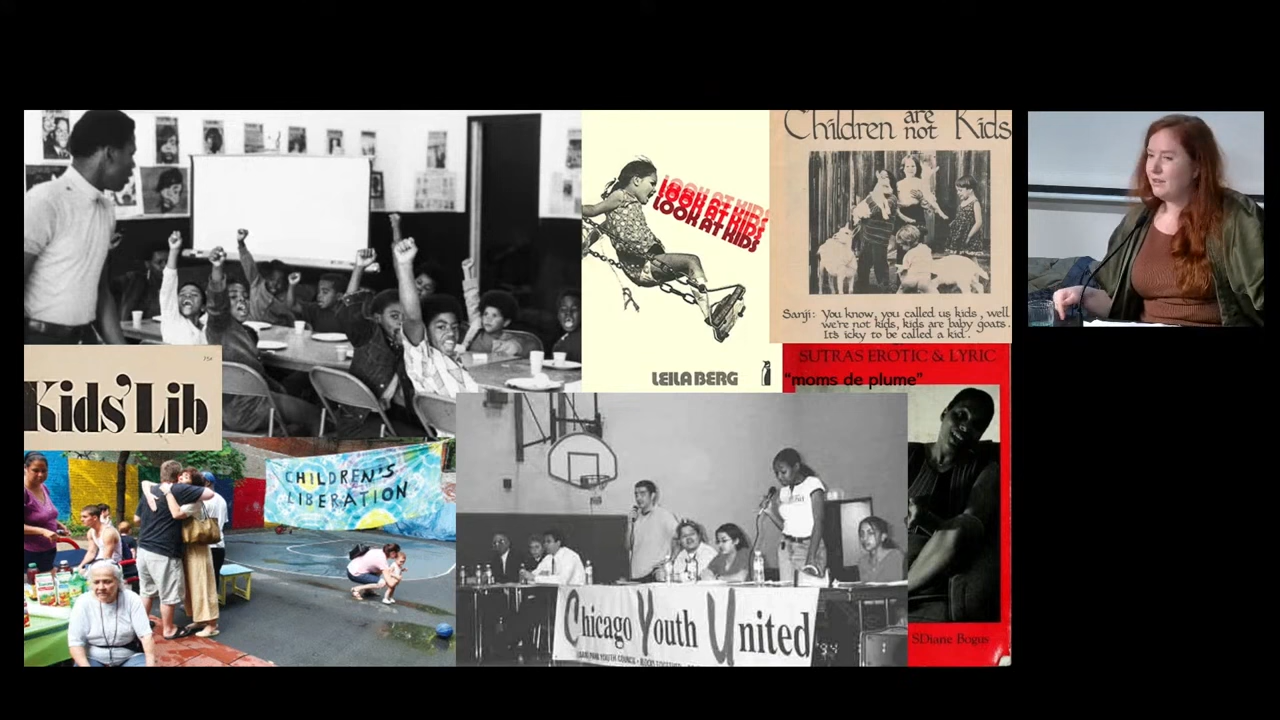 LOOK AT KIDS
LOOK AT KIDS
LOOK AT KIDS
LEILA BERG
Children are not Kids
Sanji: You know, you called us kids, well
we're not kids, kids are baby goats.
It's icky to be called a kid.
75¢
Kids' Lib
CHILDREN'S
LIBERATION
SUTRAS EROTIC & LYRIC
"moms de plume"
SDiane Bogus
Chicago Youth United
'94